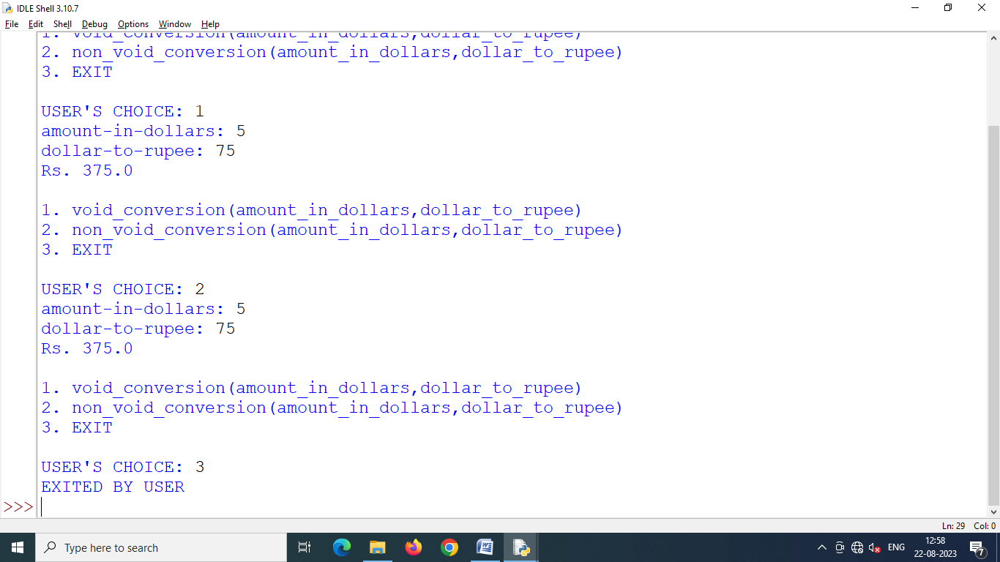 IDLE Shell 3.10.7
File Edit Shell Debug Options Window Help
1. void_conversion(amount_in_dollars,dollar_to_rupee)
2. non_void_conversion(amount_in_dollars,dollar_to_rupee)
3. EXIT
USER'S CHOICE: 1
amount-in-dollars: 5
dollar-to-rupee: 75
Rs. 375.0
1. void_conversion(amount_in_dollars,dollar_to_rupee)
2. non_void_conversion(amount_in_dollars,dollar_to_rupee)
3. EXIT
USER'S CHOICE: 2
amount-in-dollars: 5
dollar-to-rupee: 75
Rs. 375.0
1. void_conversion(amount_in_dollars,dollar_to_rupee)
2. non_void_conversion(amount_in_dollars,dollar_to_rupee)
3. EXIT
USER'S CHOICE: 3
EXITED BY USER
>>>
Ln: 29 Col: 0
Type here to search
ENG
12:58
22-08-2023
7